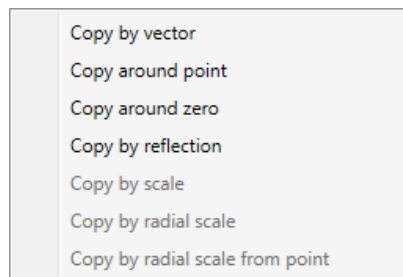 Copy by vector
Copy around point
Copy around zero
Copy by reflection
Copy by scale
Copy by radial scale
Copy by radial scale from point